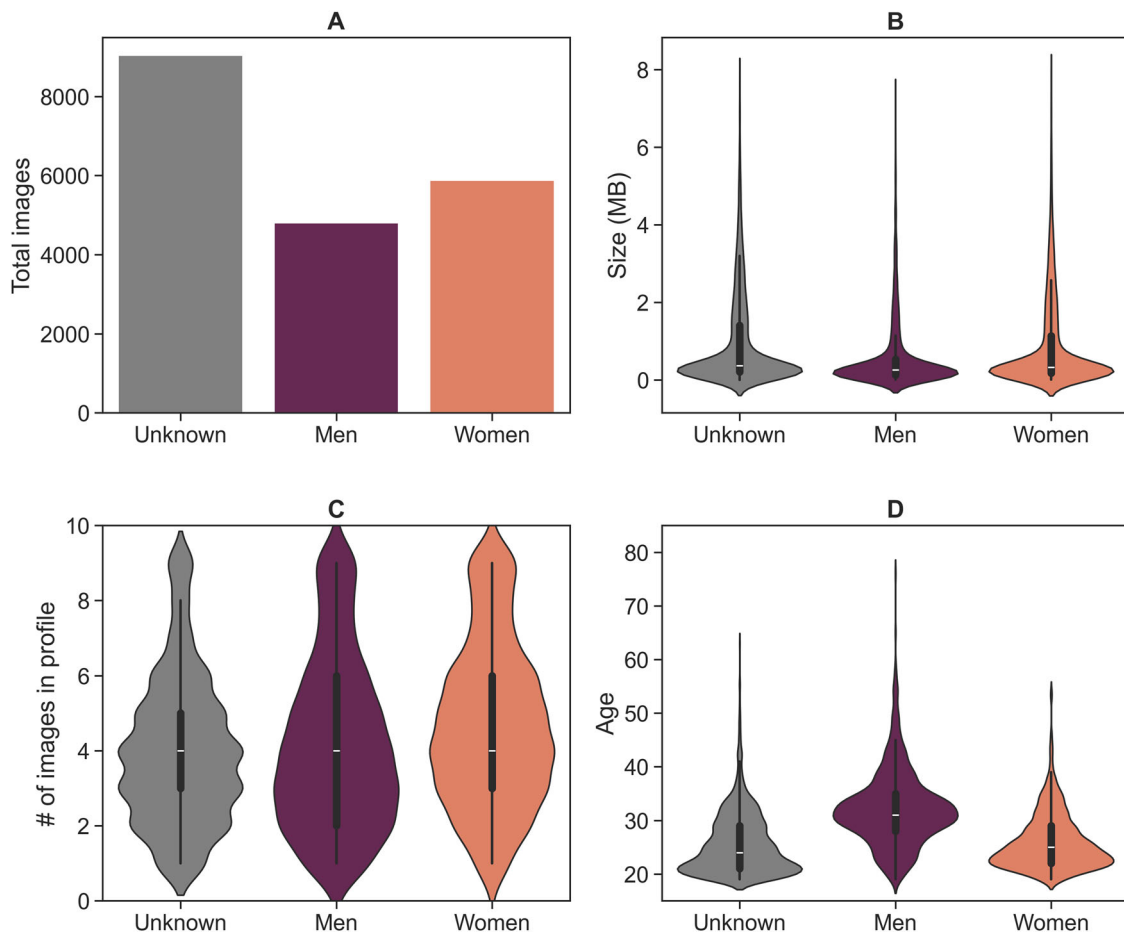 A
Total images
8000
6000
4000
2000
0
Unknown
Men
Women
B
Size (MB)
8
6
4
2
0
Unknown
Men
Women
C
# of images in profile
10
8
6
4
2
0
Unknown
Men
Women
D
Age
80
70
60
50
40
30
20
Unknown
Men
Women